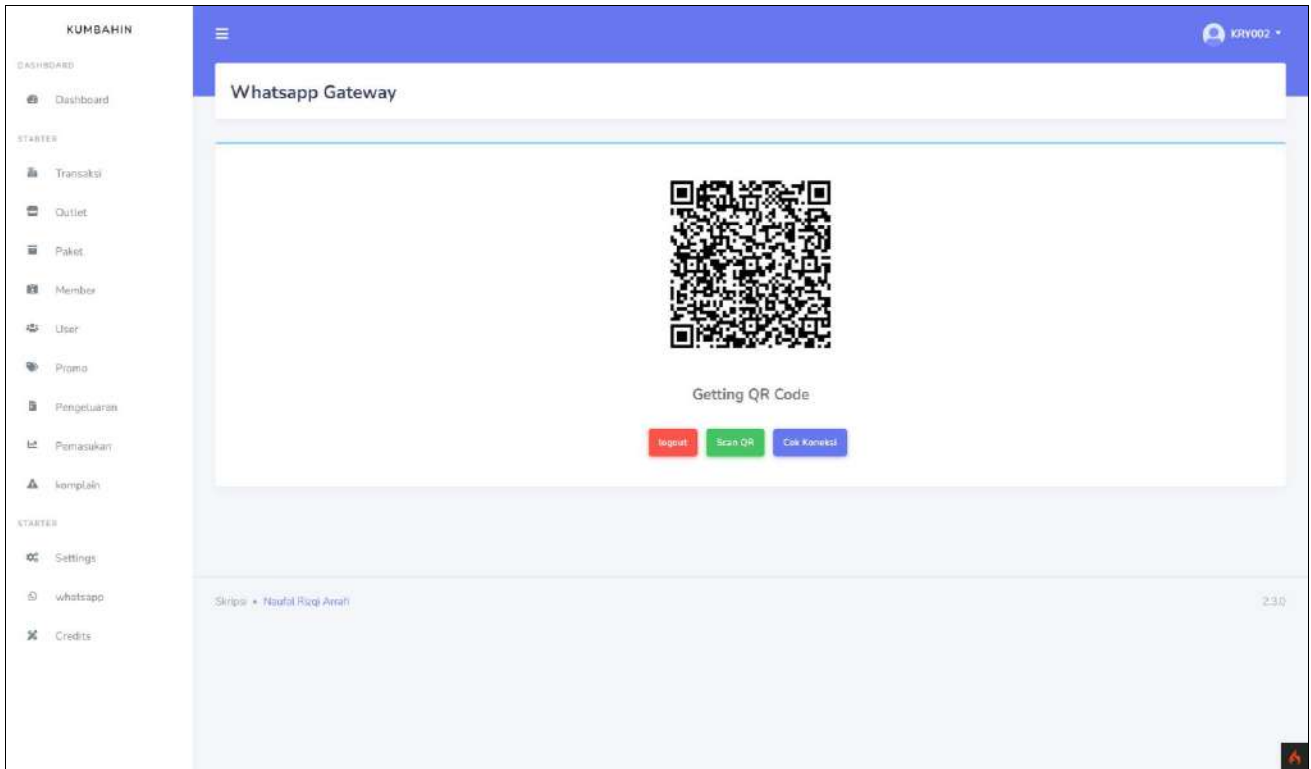 KUMBAHIN
KRY002
DASHBOARD
Dashboard
Whatsapp Gateway
STARTER
Transaksi
Outlet
Paket
Member
User
Promo
Pengeluaran
Getting QR Code
logout
Scan QR
Cek Koneksi
Pemasukan
komplain
STARTER
Settings
whatsapp
Skripsi • Naufal Rizqi Arrafi
2.3.0
Credits